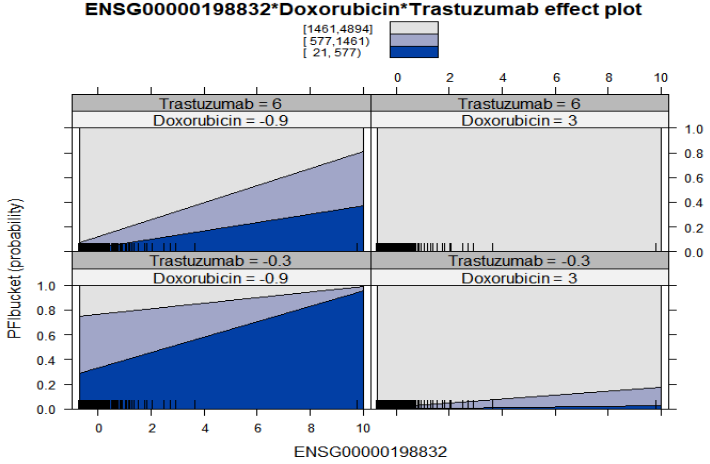 ENSG00000198832*Doxorubicin*Trastuzumab effect plot
[1461,4894]
[ 577,1461)
[ 21, 577)
0 2 4 6 8 10
Trastuzumab = 6 Trastuzumab = 6
Doxorubicin = -0.9 Doxorubicin = 3
1.0
0.8
0.6
0.4
0.2
0.0
Trastuzumab = -0.3 Trastuzumab = -0.3
Doxorubicin = -0.9 Doxorubicin = 3
1.0
0.8
0.6
0.4
0.2
0.0
PFIbucket (probability)
0 2 4 6 8 10
ENSG00000198832